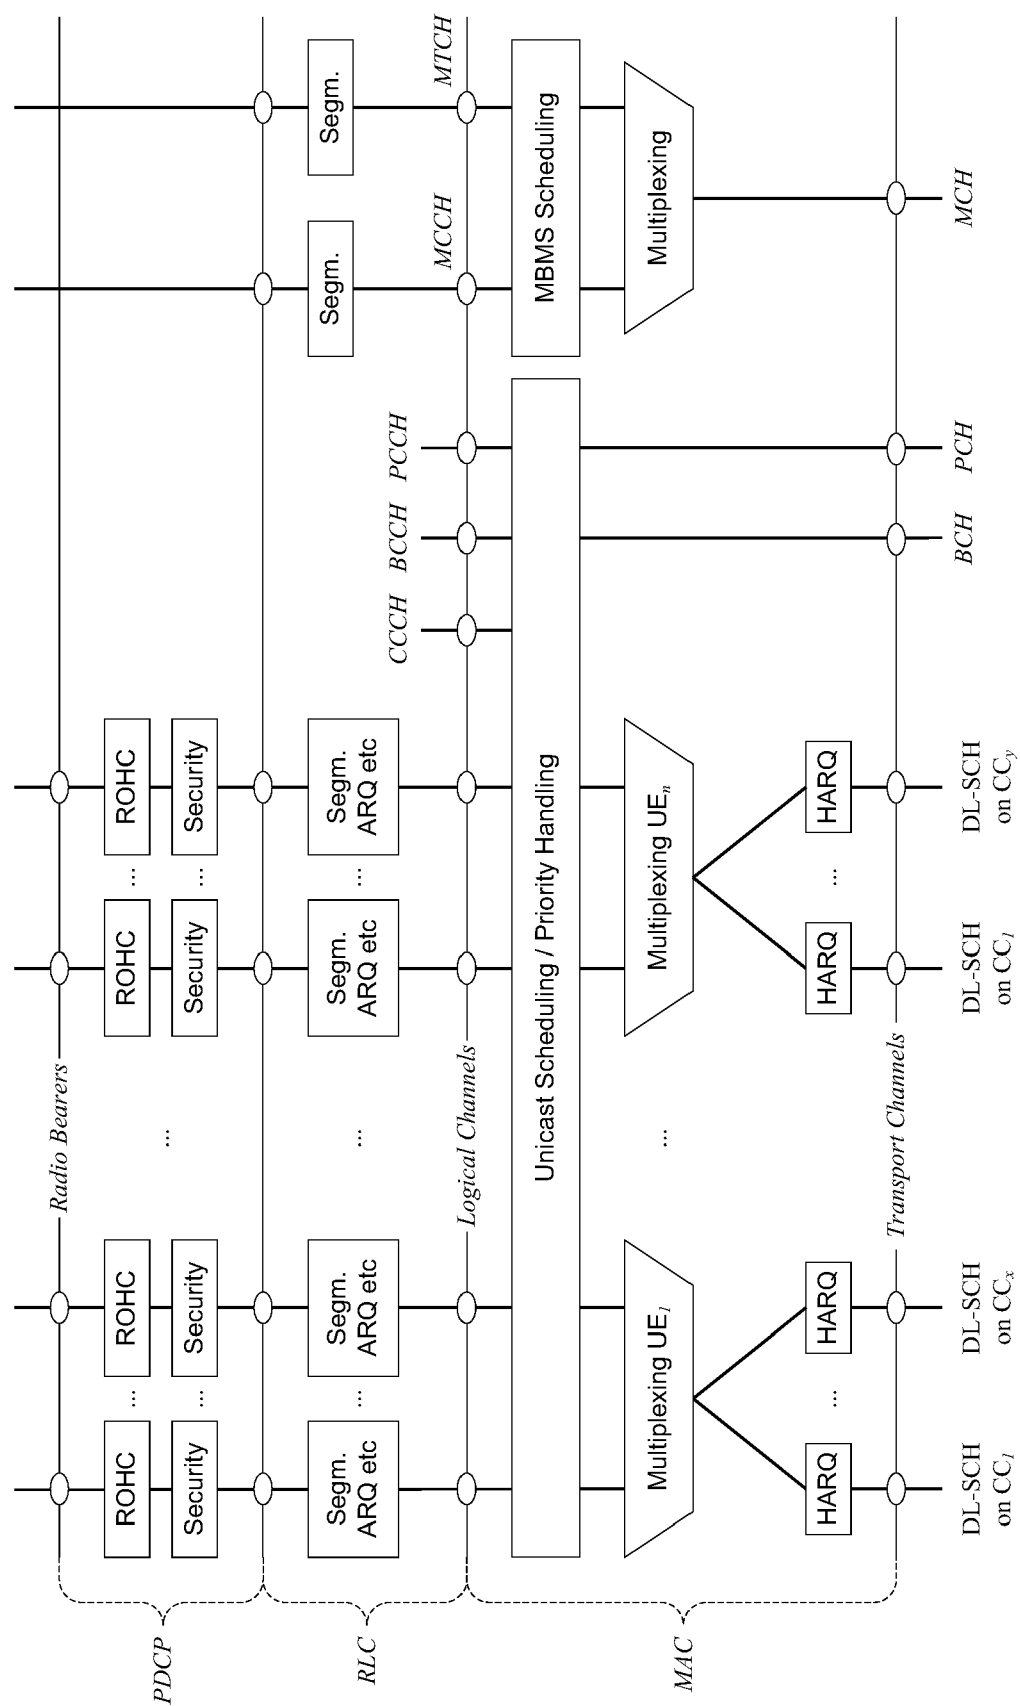 Radio Bearers
ROHC
...
ROHC
ROHC
...
ROHC
PDCP
...
Security
...
Security
Security
...
Security
Segm.
ARQ etc
...
Segm.
ARQ etc
...
Segm.
ARQ etc
...
Segm.
ARQ etc
Segm.
Segm.
RLC
CCCH
BCCH
PCCH
MCCH
MTCH
Logical Channels
Unicast Scheduling / Priority Handling
MBMS Scheduling
Multiplexing UE1
...
Multiplexing UEn
Multiplexing
MAC
HARQ
...
HARQ
HARQ
...
HARQ
Transport Channels
DL-SCH
on CC1
DL-SCH
on CCx
DL-SCH
on CC1
DL-SCH
on CCy
BCH
PCH
MCH